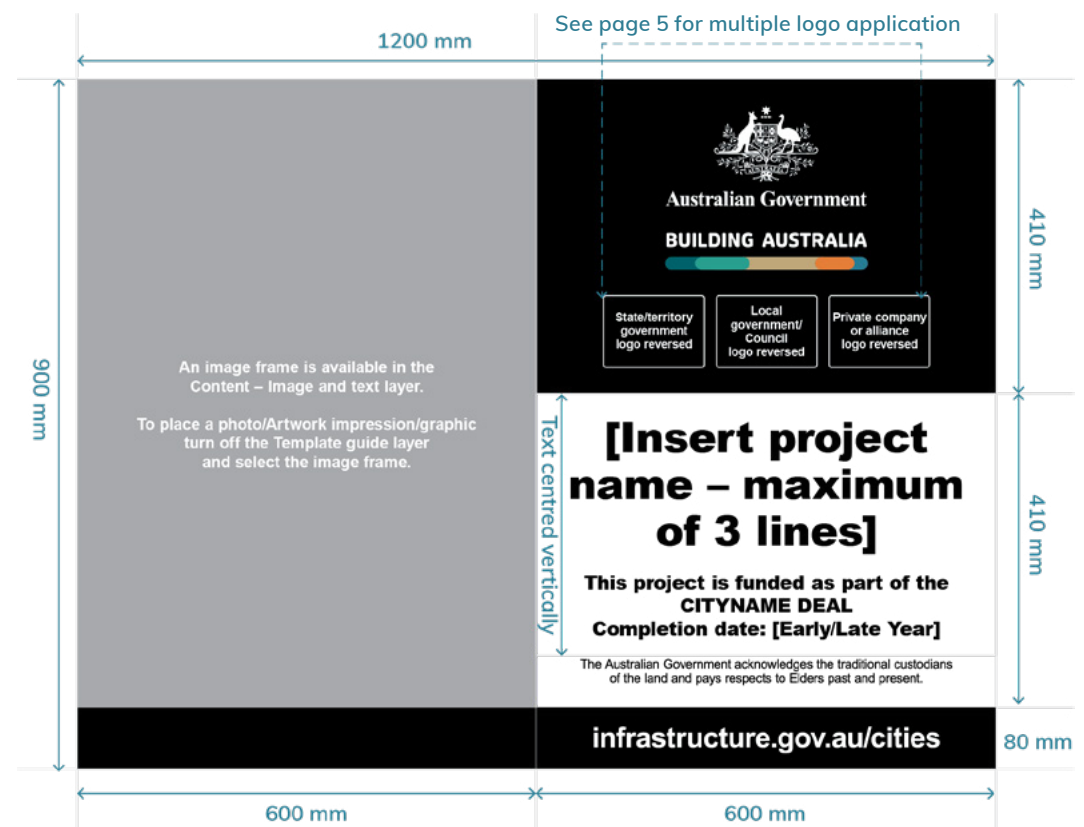 See page 5 for multiple logo application
1200 mm
900 mm
An image frame is available in the
Content – Image and text layer.
To place a photo/Artwork impression/graphic
turn off the Template guide layer
and select the image frame.
AUSTRALIA
Australian Government
BUILDING AUSTRALIA
State/territory
government
logo reversed
Local
government/
Council
logo reversed
Private company
or alliance
logo reversed
410 mm
Text centred vertically
[Insert project
name – maximum
of 3 lines]
This project is funded as part of the
CITYNAME DEAL
Completion date: [Early/Late Year]
The Australian Government acknowledges the traditional custodians
of the land and pays respects to Elders past and present.
410 mm
infrastructure.gov.au/cities
80 mm
600 mm
600 mm